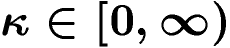 κ ∈ [0, ∞)